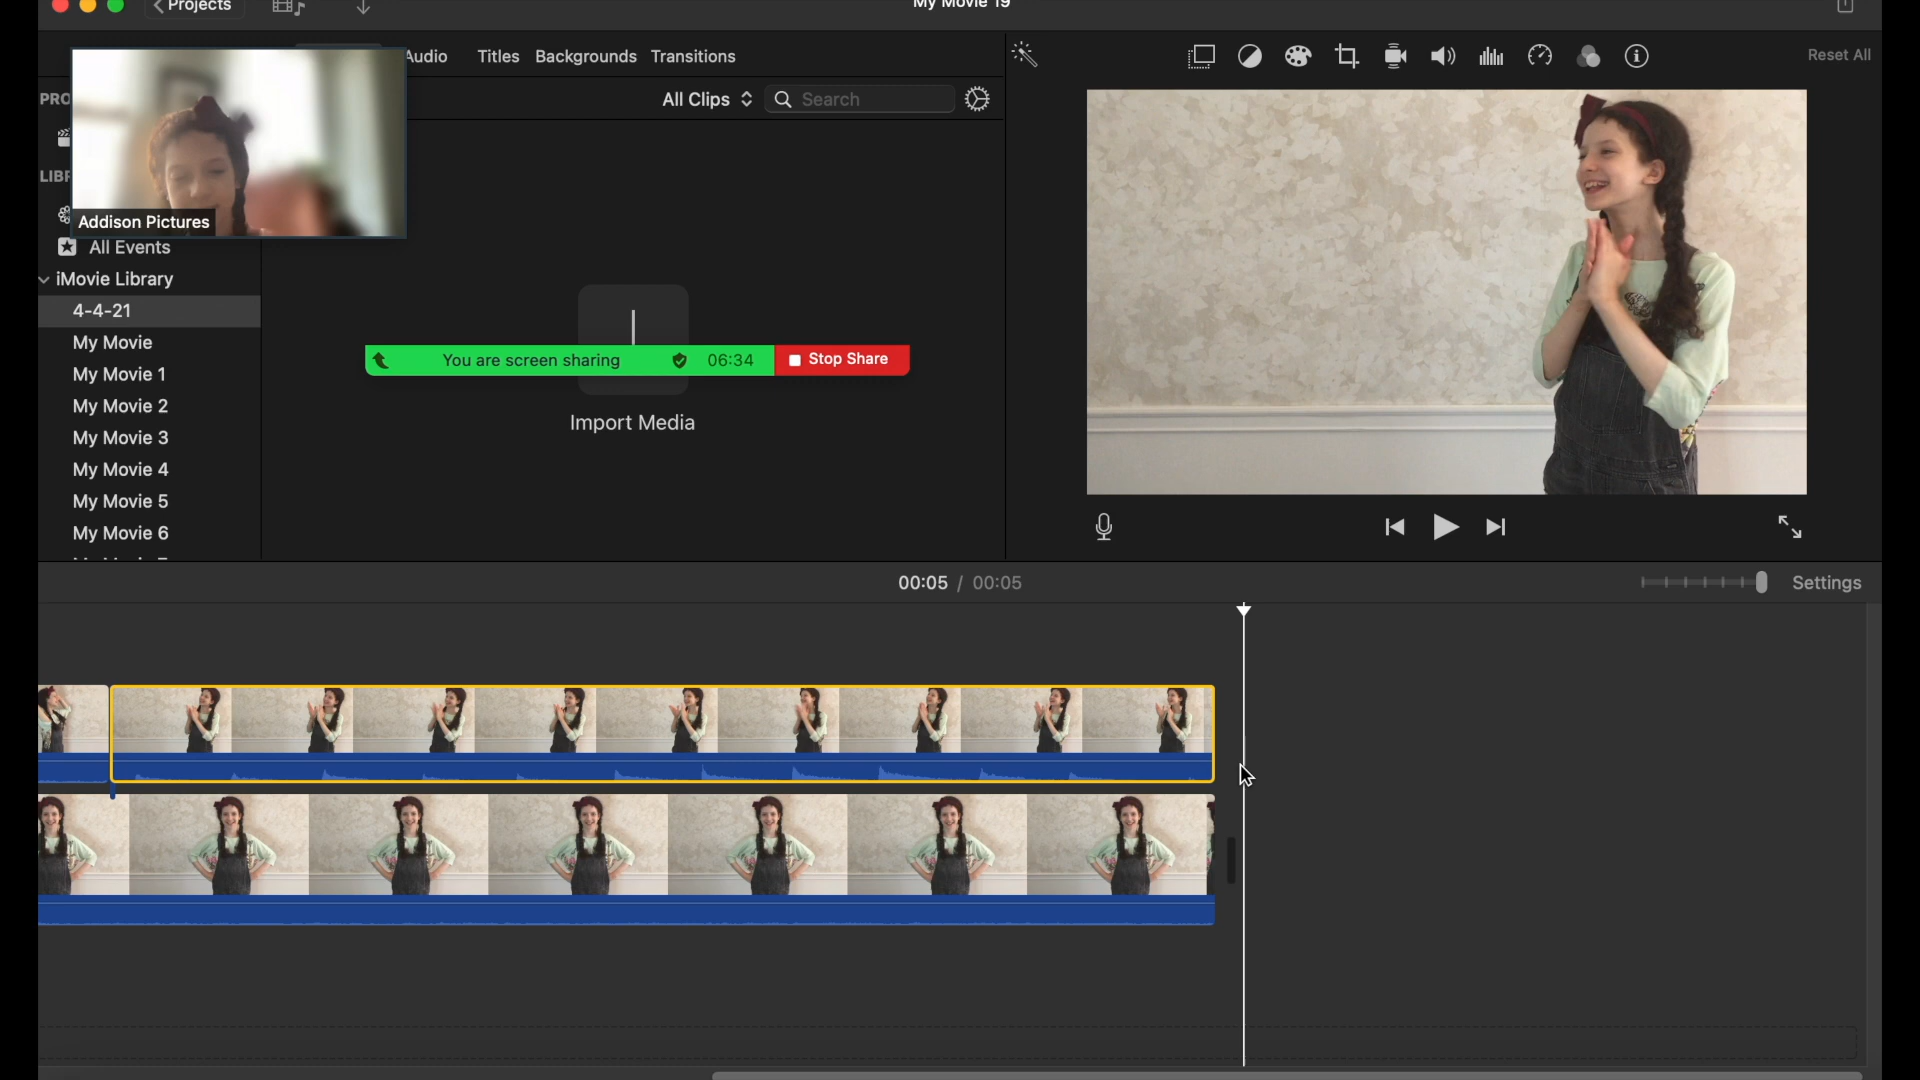 Projects
My Movie 19
Audio Titles Backgrounds Transitions
Reset All
PRO
All Clips Search
LIBR
Addison Pictures
All Events
iMovie Library
4-4-21
My Movie
You are screen sharing 06:34 Stop Share
My Movie 1
My Movie 2
Import Media
My Movie 3
My Movie 4
My Movie 5
My Movie 6
00:05 / 00:05
Settings